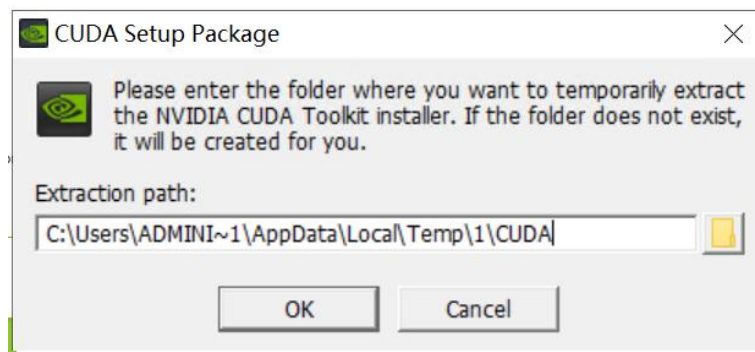 CUDA Setup Package
Please enter the folder where you want to temporarily extract
the NVIDIA CUDA Toolkit installer. If the folder does not exist,
it will be created for you.
Extraction path:
C:\Users\ADMINI~1\AppData\Local\Temp\1\CUDA
OK
Cancel